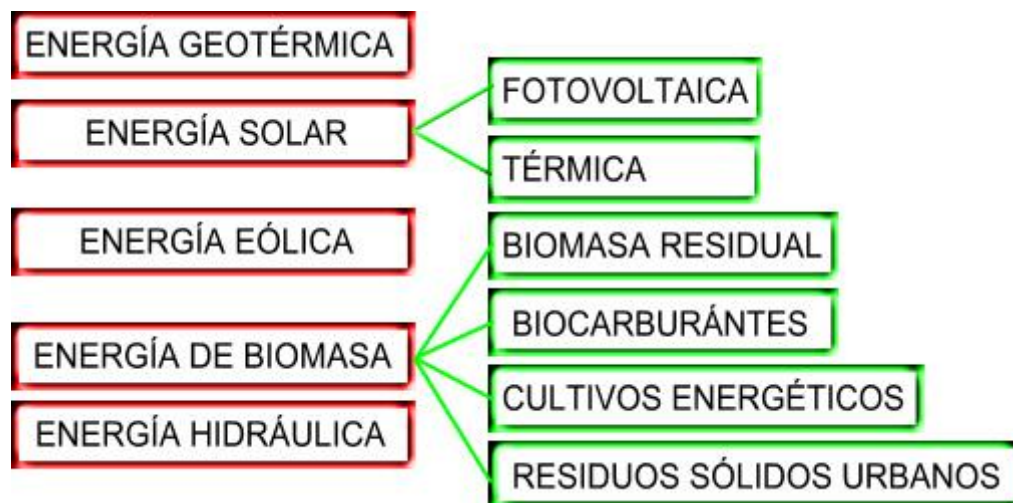 ENERGÍA GEOTÉRMICA
ENERGÍA SOLAR
FOTOVOLTAICA
TÉRMICA
ENERGÍA EÓLICA
ENERGÍA DE BIOMASA
BIOMASA RESIDUAL
BIOCARBURÁNTES
CULTIVOS ENERGÉTICOS
RESIDUOS SÓLIDOS URBANOS
ENERGÍA HIDRÁULICA